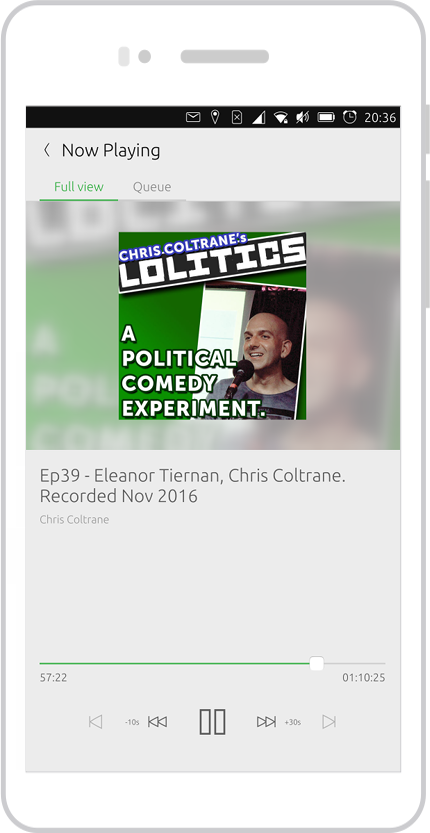 20:36
Now Playing
Full view Queue
CHRIS.COLTRANE's
LOLITICS
A
POLITICAL
COMEDY
EXPERIMENT.
Ep39 - Eleanor Tiernan, Chris Coltrane.
Recorded Nov 2016
Chris Coltrane
57:22 01:10:25
-10s +30s